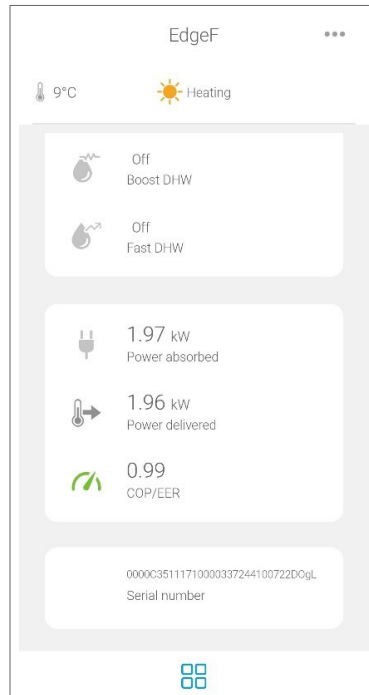 EdgeF
9°C
Heating
Off
Boost DHW
Off
Fast DHW
1.97 kW
Power absorbed
1.96 kW
Power delivered
0.99
COP/EER
0000C35111710000337244100722DOgL
Serial number